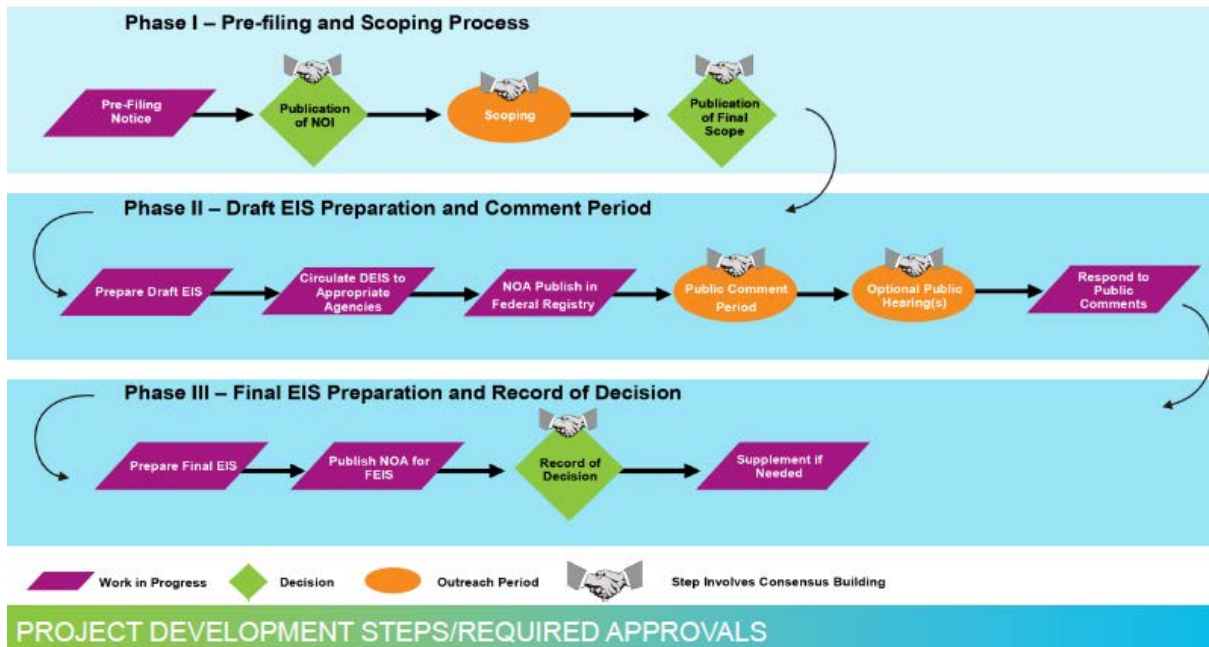 Phase I – Pre-filing and Scoping Process
Pre-Filing
Notice
Publication
of NOI
Scoping
Publication
of Final
Scope
Phase II – Draft EIS Preparation and Comment Period
Prepare Draft EIS
Circulate DEIS to
Appropriate
Agencies
NOA Publish in
Federal Registry
Public Comment
Period
Optional Public
Hearing(s)
Respond to
Public
Comments
Phase III – Final EIS Preparation and Record of Decision
Prepare Final EIS
Publish NOA for
FEIS
Record of
Decision
Supplement if
Needed
Work in Progress
Decision
Outreach Period
Step Involves Consensus Building
PROJECT DEVELOPMENT STEPS/REQUIRED APPROVALS